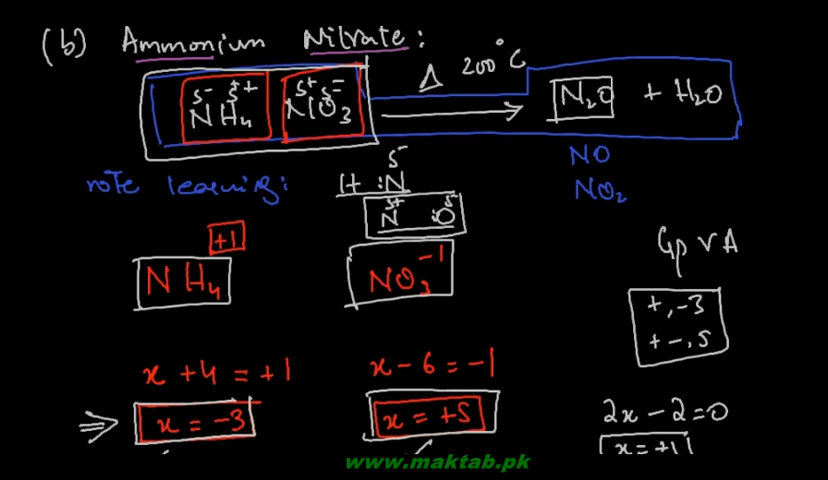 (b) Ammonium Nitrate:
δ- δ+ δ+ δ- Δ 200°C
NH4 NO3 → N2O + H2O
NO
NO2
note learning:
δ-
H :N
δ+ δ-
N :O
+1
NH4
NO3 -1
Gp V A
+,-3
+-,5
x + 4 = +1
x - 6 = -1
⇒ x = -3
x = +5
2x - 2 = 0
x = +1
www.maktab.pk